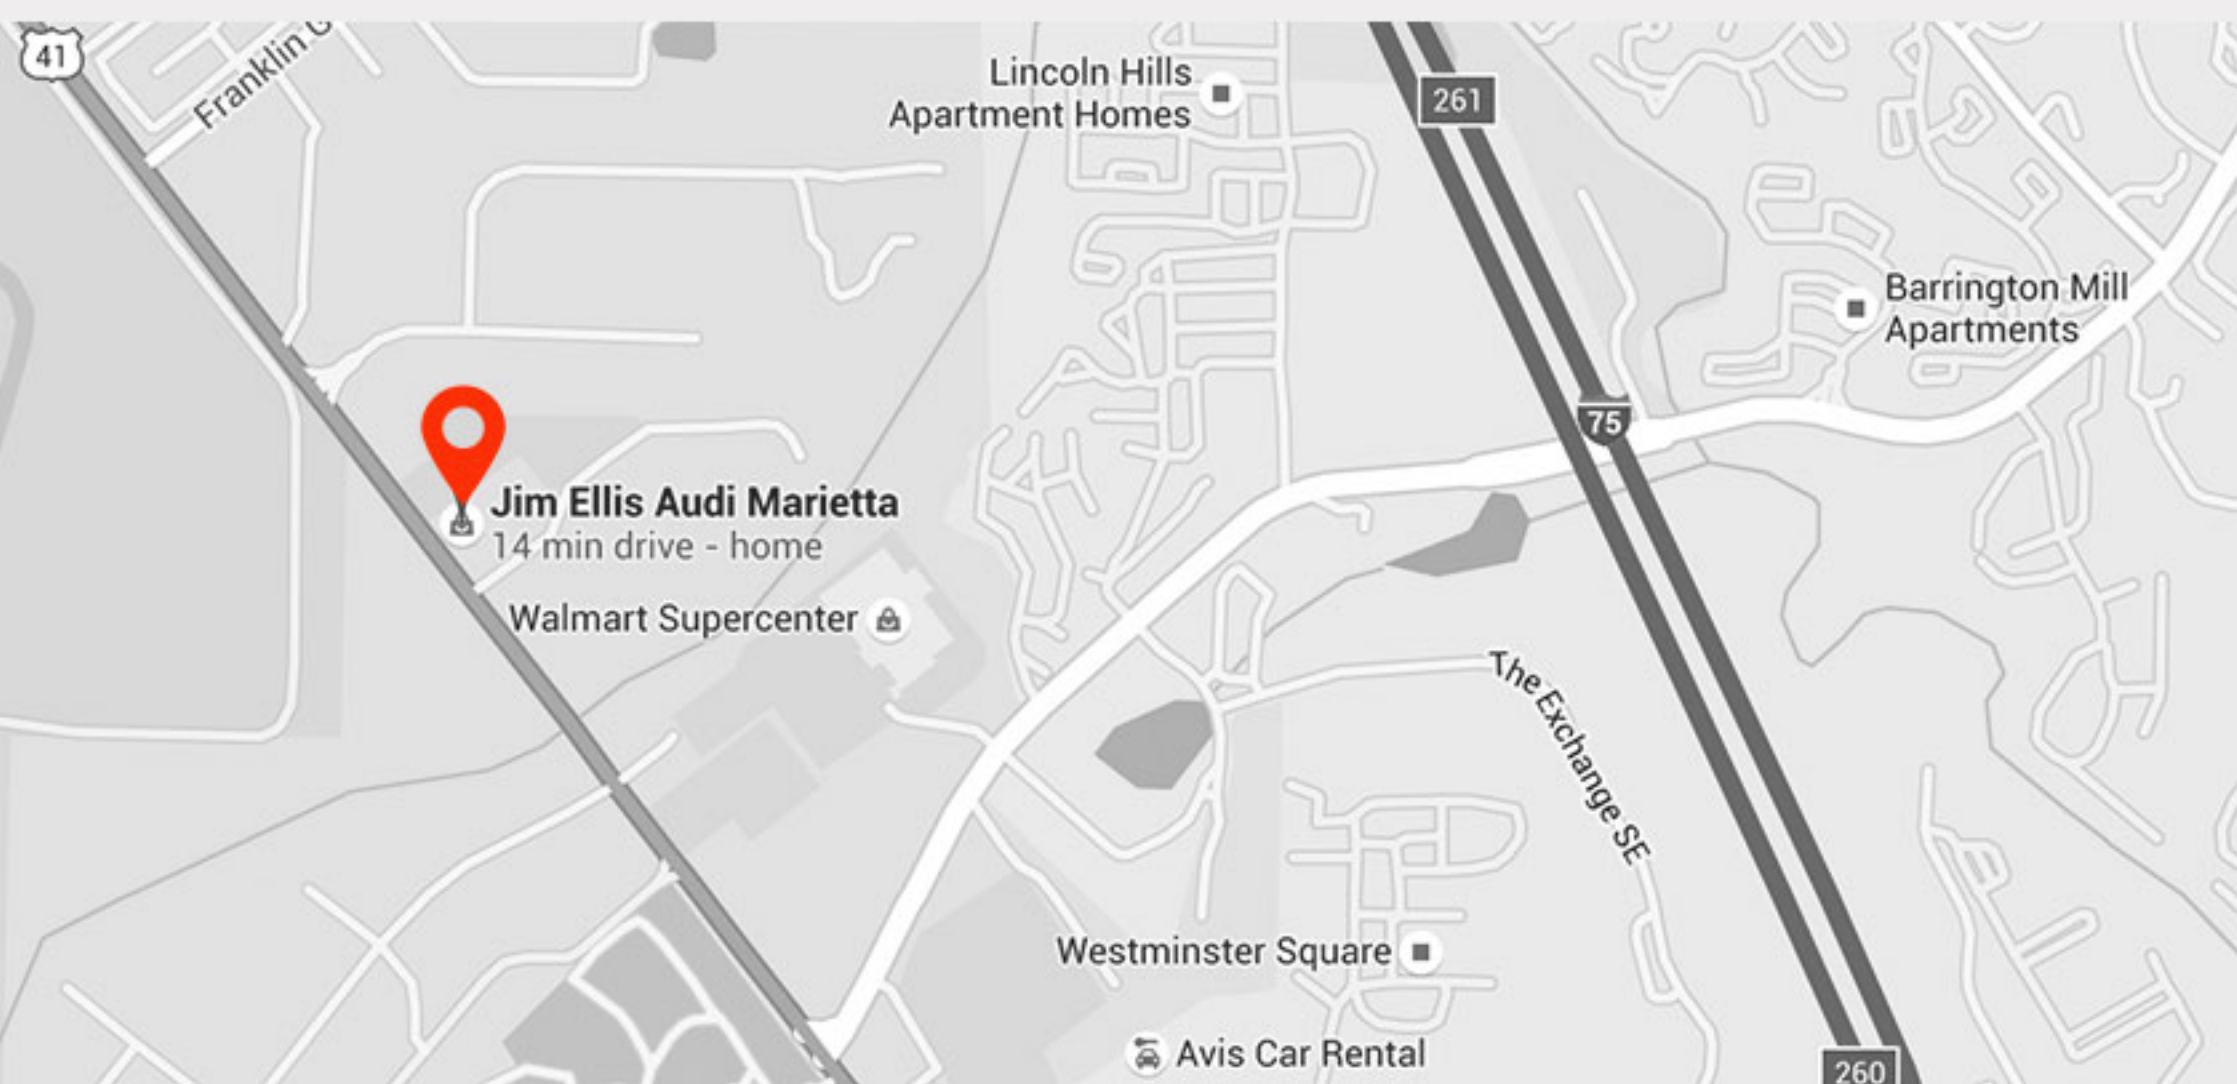 41
Franklin G
Lincoln Hills
Apartment Homes
261
Barrington Mill
Apartments
75
Jim Ellis Audi Marietta
14 min drive - home
Walmart Supercenter
The Exchange SE
Westminster Square
Avis Car Rental
260